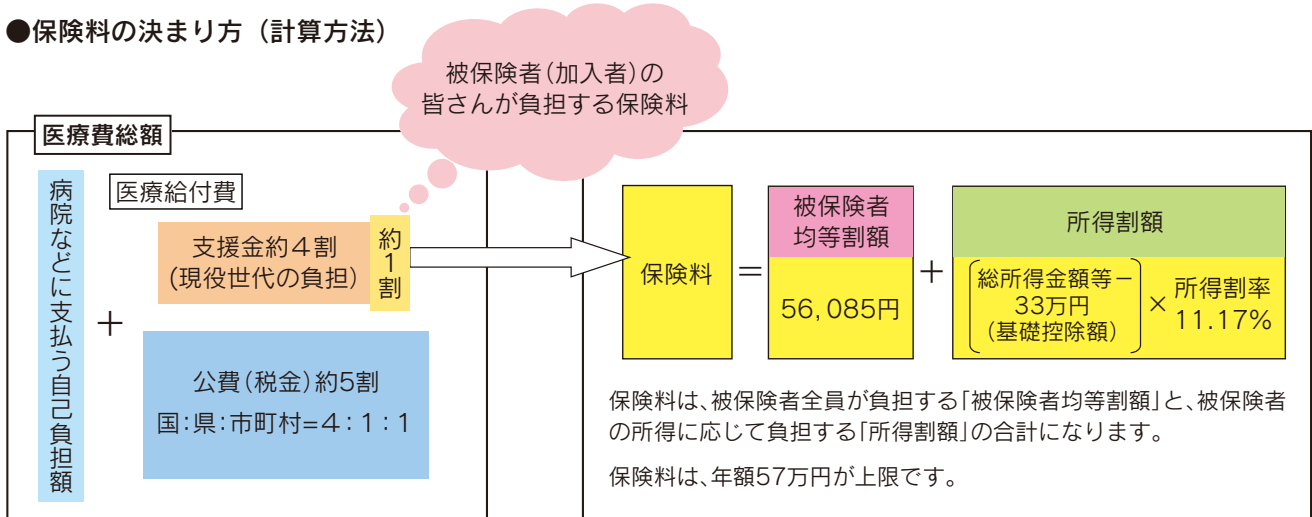 ●保険料の決まり方（計算方法）
被保険者（加入者）の
皆さんが負担する保険料
医療費総額
病院などに支払う自己負担額
＋
医療給付費
支援金約４割
（現役世代の負担）
約１割
公費（税金）約5割
国：県：市町村＝4：1：1
保険料
＝
被保険者
均等割額
56,085円
＋
所得割額
総所得金額等－
33万円
（基礎控除額）
×
所得割率
11.17%
保険料は、被保険者全員が負担する「被保険者均等割額」と、被保険者
の所得に応じて負担する「所得割額」の合計になります。
保険料は、年額57万円が上限です。